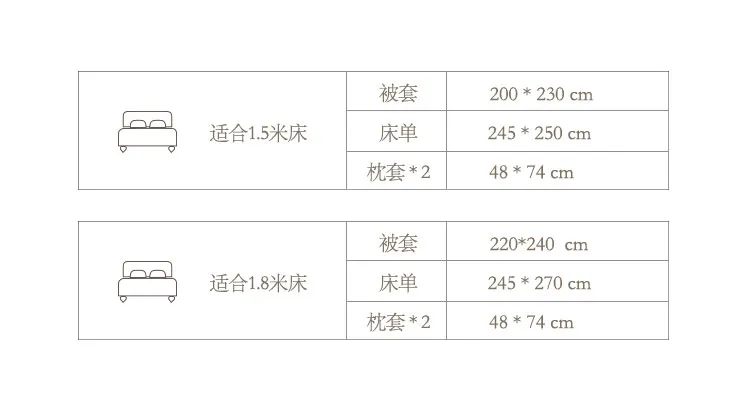 适合1.5米床
被套 200 * 230 cm
床单 245 * 250 cm
枕套 * 2 48 * 74 cm
适合1.8米床
被套 220*240 cm
床单 245 * 270 cm
枕套 * 2 48 * 74 cm